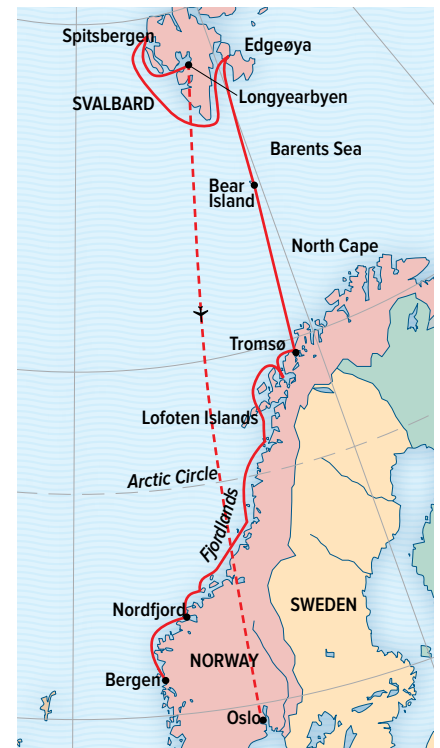 Spitsbergen
Edgeøya
SVALBARD
Longyearbyen
Barents Sea
Bear
Island
North Cape
Tromsø
Lofoten Islands
Arctic Circle
Fjordlands
Nordfjord
SWEDEN
NORWAY
Bergen
Oslo